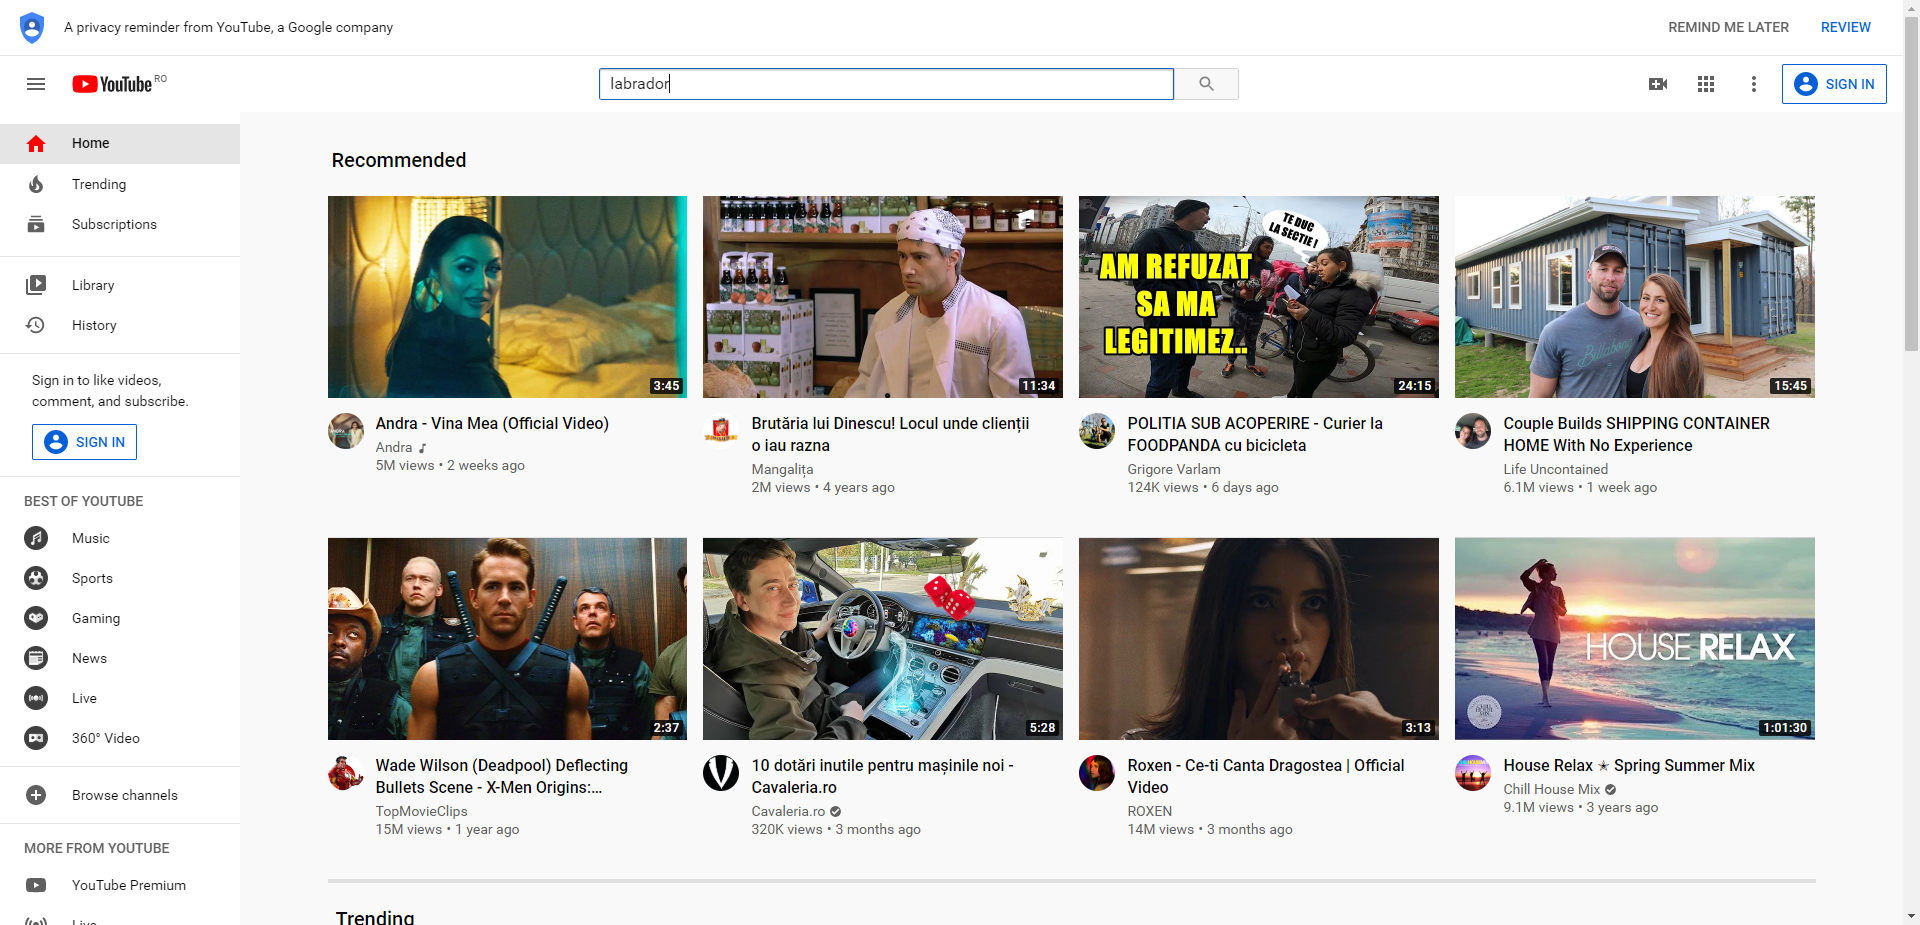 A privacy reminder from YouTube, a Google company
REMIND ME LATER
REVIEW
YouTube RO
labrador
SIGN IN
Home
Trending
Subscriptions
Library
History
Sign in to like videos,
comment, and subscribe.
SIGN IN
BEST OF YOUTUBE
Music
Sports
Gaming
News
Live
360° Video
Browse channels
MORE FROM YOUTUBE
YouTube Premium
Live
Recommended
3:45
Andra - Vina Mea (Official Video)
Andra
5M views • 2 weeks ago
11:34
Brutăria lui Dinescu! Locul unde clienții
o iau razna
Mangalița
2M views • 4 years ago
TE DUC
LA SECTIE!
AM REFUZAT
SA MA
LEGITIMEZ..
24:15
POLITIA SUB ACOPERIRE - Curier la
FOODPANDA cu bicicleta
Grigore Varlam
124K views • 6 days ago
Billabong
15:45
Couple Builds SHIPPING CONTAINER
HOME With No Experience
Life Uncontained
6.1M views • 1 week ago
2:37
Wade Wilson (Deadpool) Deflecting
Bullets Scene - X-Men Origins:...
TopMovieClips
15M views • 1 year ago
5:28
10 dotări inutile pentru mașinile noi -
Cavaleria.ro
Cavaleria.ro
320K views • 3 months ago
3:13
Roxen - Ce-ti Canta Dragostea | Official
Video
ROXEN
14M views • 3 months ago
HOUSE RELAX
CHILL
HOUSE
MIX
1:01:30
House Relax ✭ Spring Summer Mix
Chill House Mix
9.1M views • 3 years ago
Trending